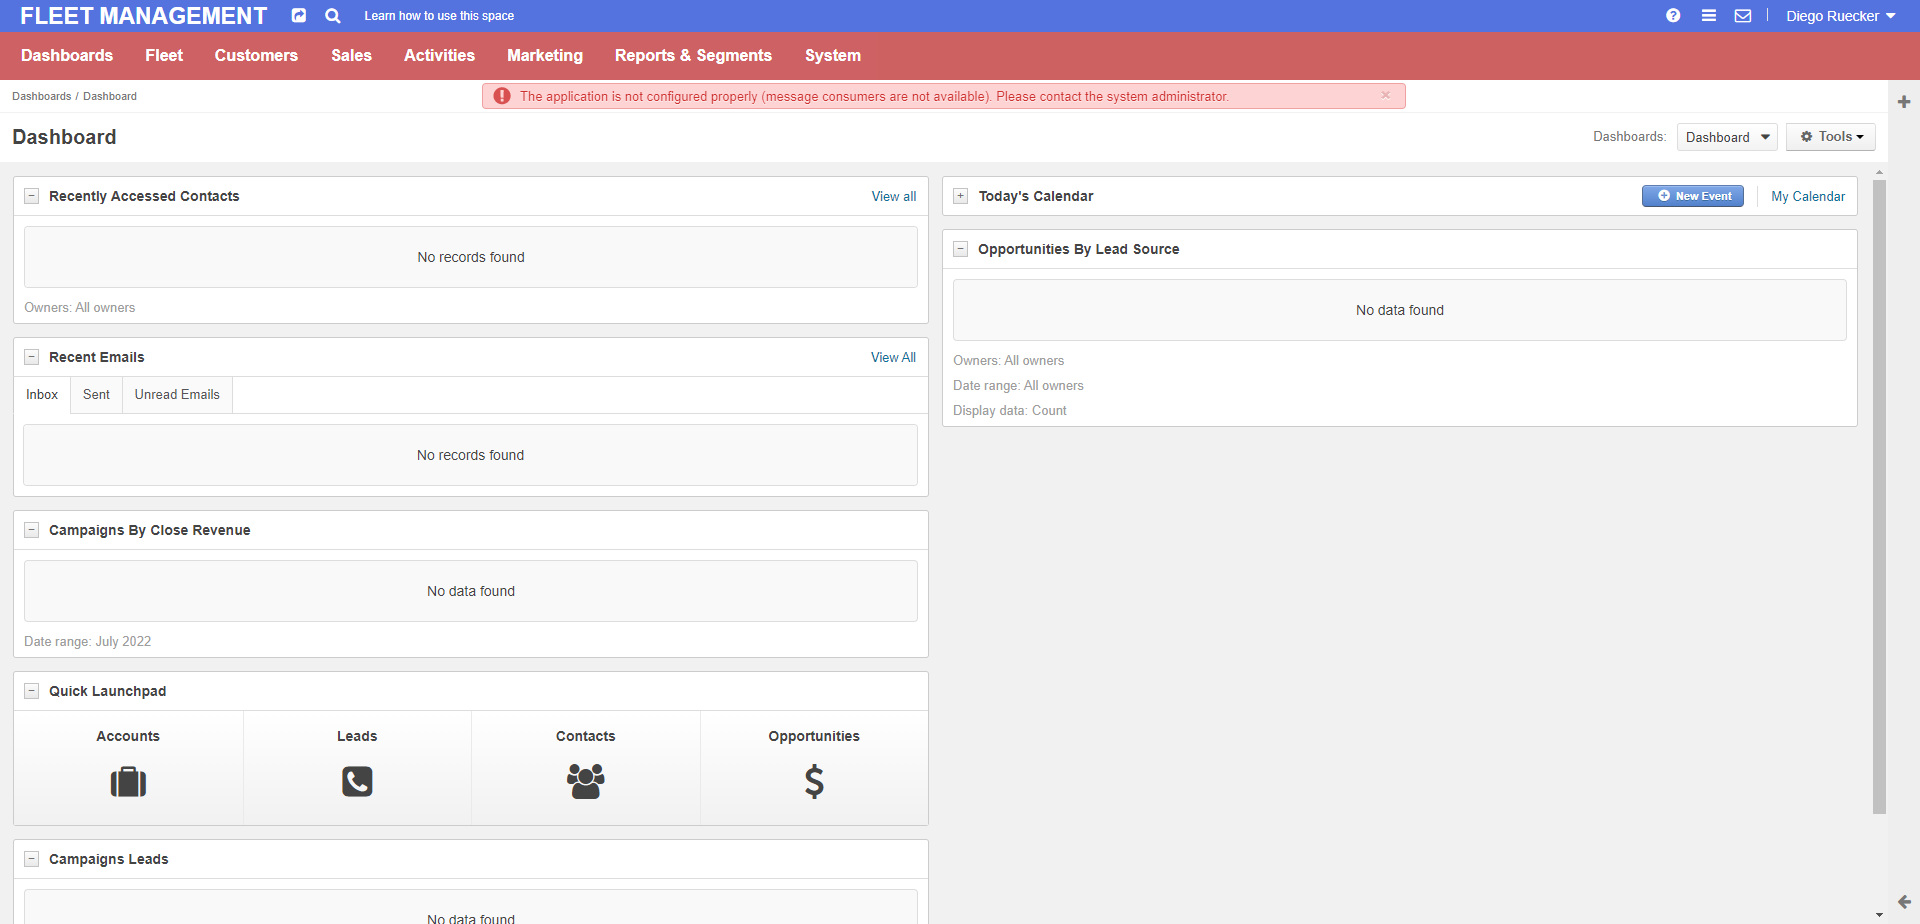 FLEET MANAGEMENT
Learn how to use this space
Diego Ruecker
Dashboards Fleet Customers Sales Activities Marketing Reports & Segments System
Dashboards / Dashboard
The application is not configured properly (message consumers are not available). Please contact the system administrator.
Dashboard
Dashboards: Dashboard Tools
Recently Accessed Contacts View all
No records found
Owners: All owners
Recent Emails View All
Inbox Sent Unread Emails
No records found
Campaigns By Close Revenue
No data found
Date range: July 2022
Quick Launchpad
Accounts Leads Contacts Opportunities
Campaigns Leads
No data found
Today's Calendar New Event My Calendar
Opportunities By Lead Source
No data found
Owners: All owners
Date range: All owners
Display data: Count